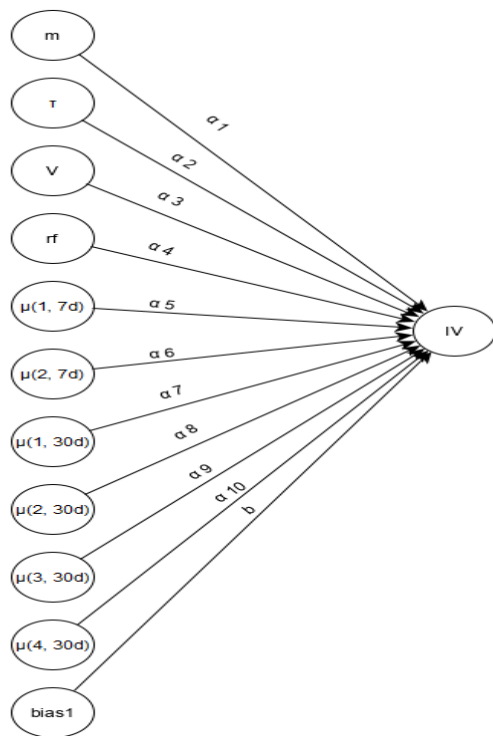 m
τ
V
rf
μ(1, 7d)
μ(2, 7d)
μ(1, 30d)
μ(2, 30d)
μ(3, 30d)
μ(4, 30d)
bias1
α 1
α 2
α 3
α 4
α 5
α 6
α 7
α 8
α 9
α 10
b
IV